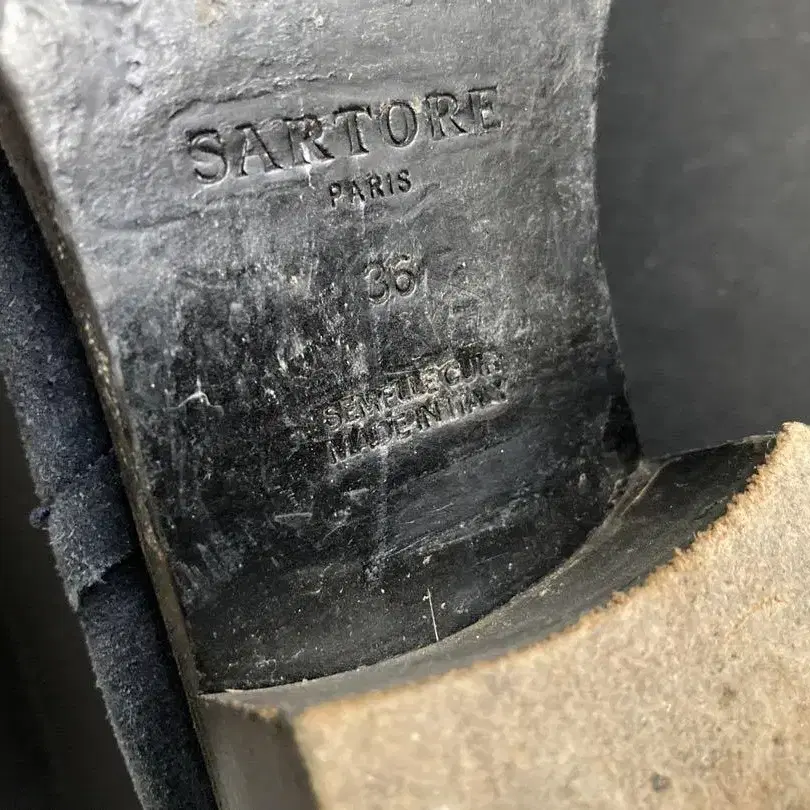 SARTORE
PARIS
36
SEMELLE CUIR
MADE IN ITALY